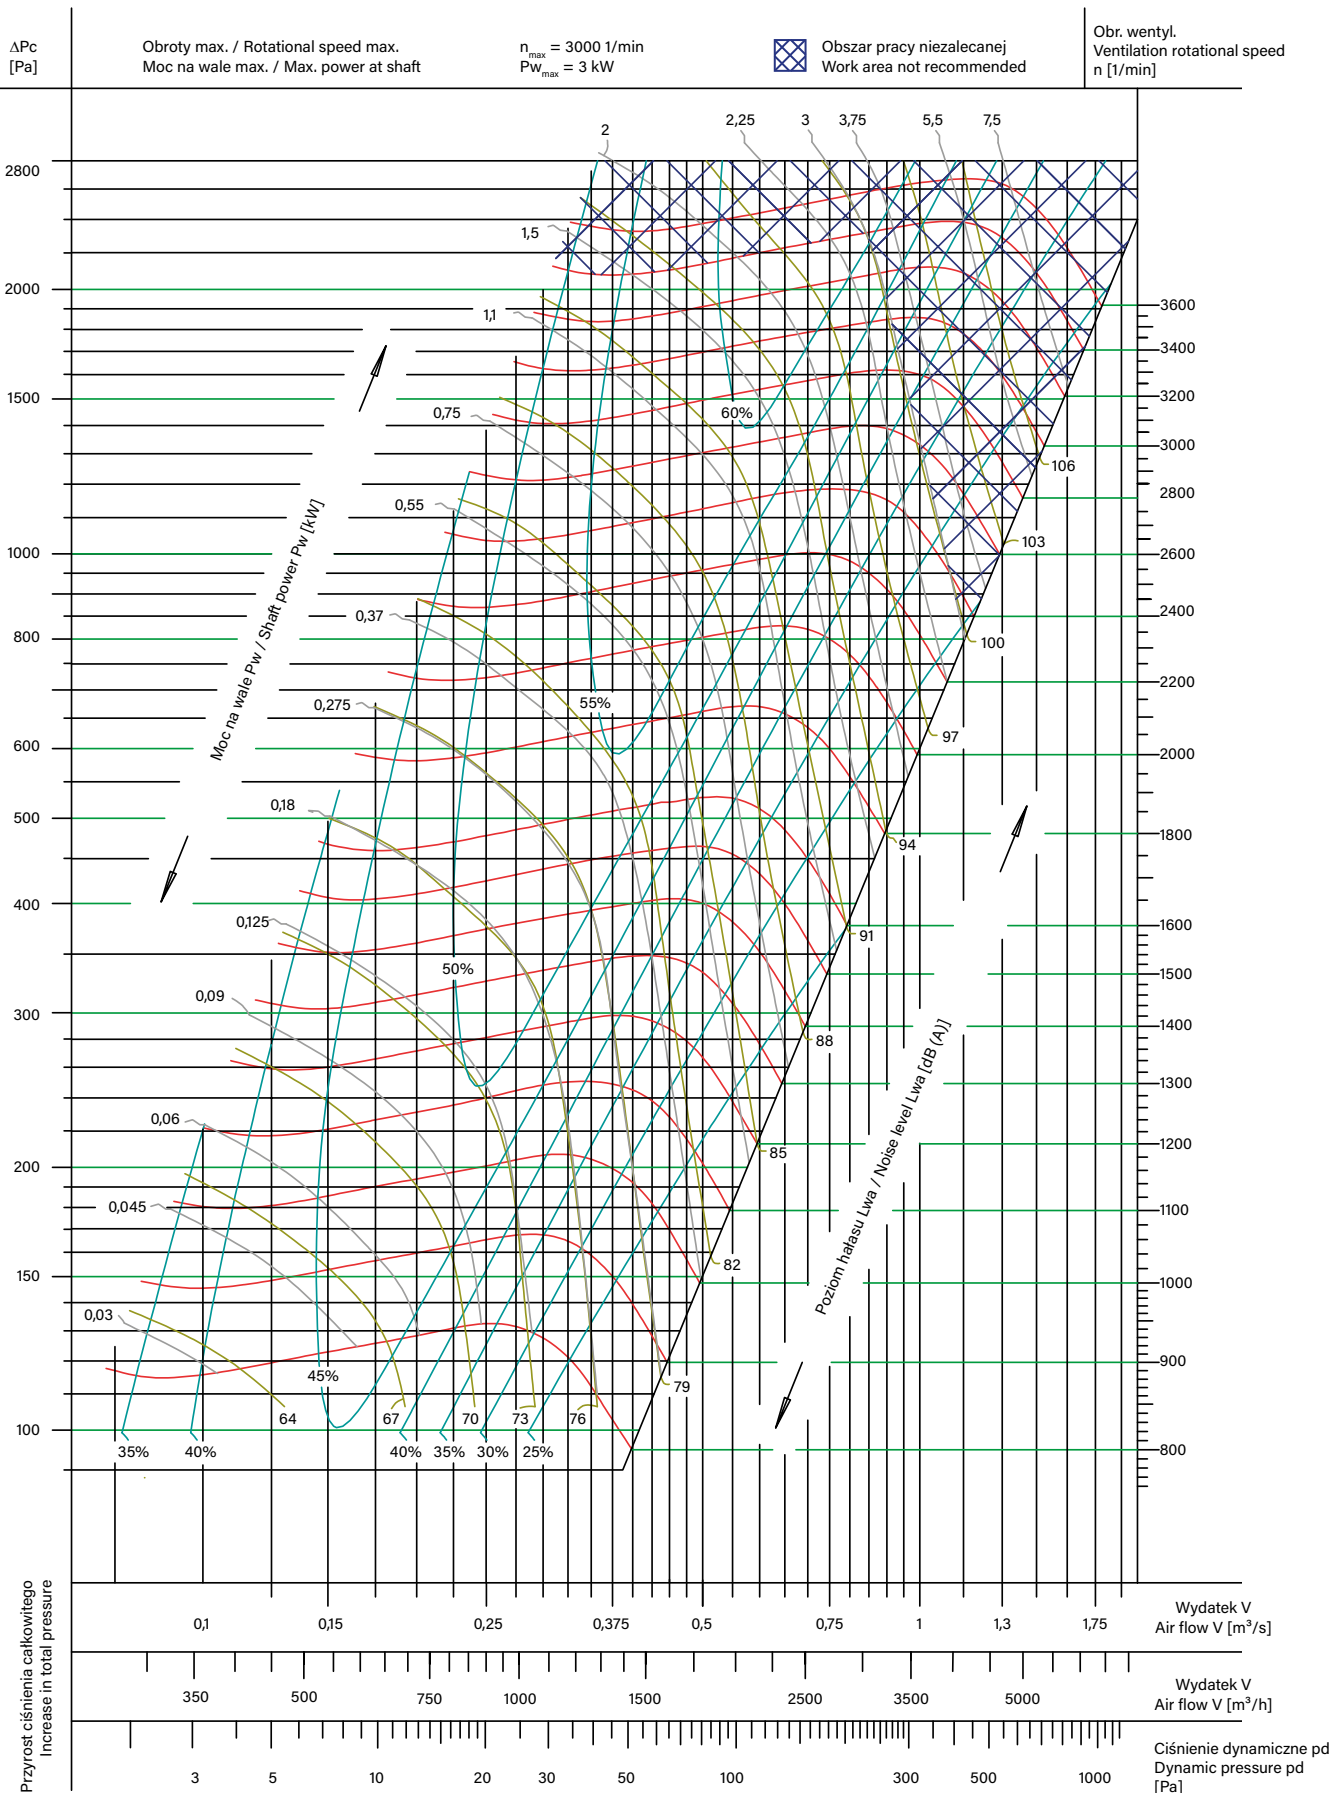 ΔPc
[Pa]
Obroty max. / Rotational speed max.
Moc na wale max. / Max. power at shaft
nmax = 3000 1/min
Pwmax = 3 kW
Obszar pracy niezalecanej
Work area not recommended
Obr. wentyl.
Ventilation rotational speed
n [1/min]
2 2,25 3 3,75 5,5 7,5
2800
1,5
2000
3600
1,1
3400
1500
3200
0,75
60%
3000
106
2800
0,55
103
1000
2600
2400
0,37
800
100
2200
0,275
55%
97
600
2000
0,18
500
1800
94
400
0,125
1600
91
50%
1500
0,09
300
1400
88
1300
0,06
1200
85
200
0,045
1100
82
150
1000
0,03
900
45%
79
64 67 70 73 76
100
35% 40% 40% 35% 30% 25%
800
Moc na wale Pw / Shaft power Pw [kW]
Poziom hałasu Lwa / Noise level Lwa [dB (A)]
Przyrost ciśnienia całkowitego
Increase in total pressure
0,1 0,15 0,25 0,375 0,5 0,75 1 1,3 1,75
Wydatek V
Air flow V [m³/s]
350 500 750 1000 1500 2500 3500 5000
Wydatek V
Air flow V [m³/h]
3 5 10 20 30 50 100 300 500 1000
Ciśnienie dynamiczne pd
Dynamic pressure pd
[Pa]